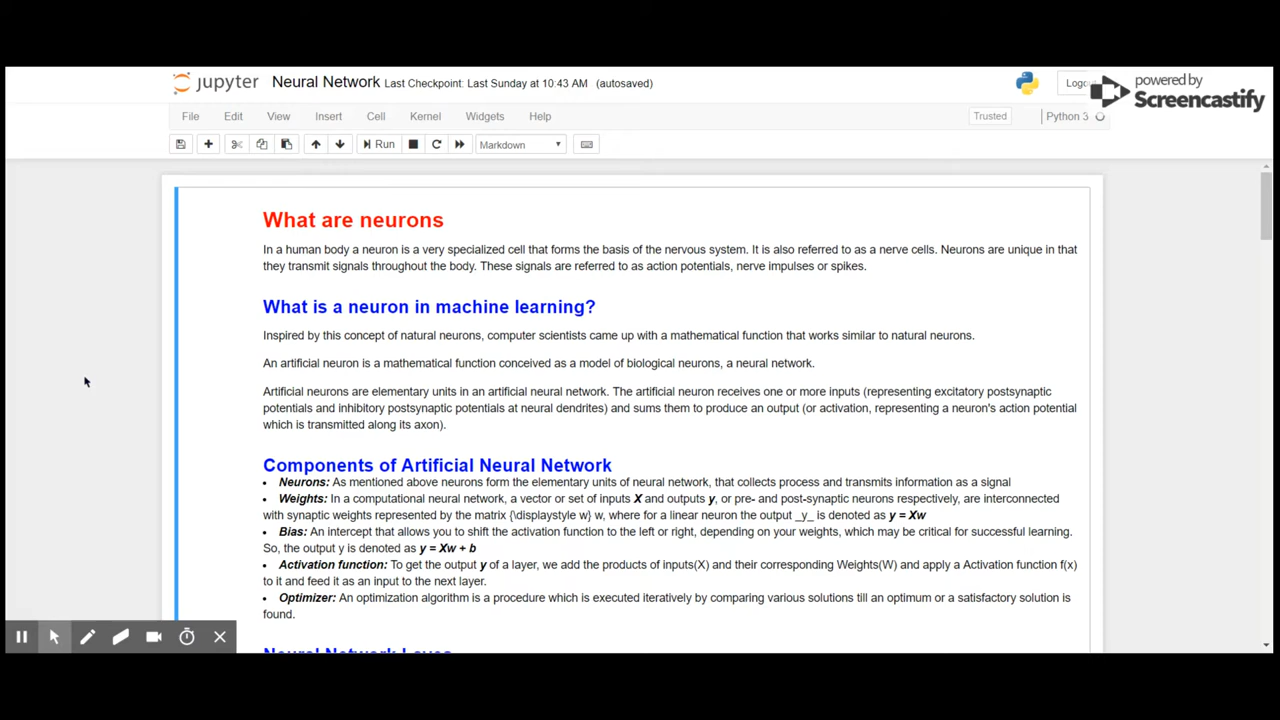 jupyter Neural Network Last Checkpoint: Last Sunday at 10:43 AM (autosaved)
powered by
Screencastify
File Edit View Insert Cell Kernel Widgets Help Trusted Python 3
Run Markdown
What are neurons
In a human body a neuron is a very specialized cell that forms the basis of the nervous system. It is also referred to as a nerve cells. Neurons are unique in that
they transmit signals throughout the body. These signals are referred to as action potentials, nerve impulses or spikes.
What is a neuron in machine learning?
Inspired by this concept of natural neurons, computer scientists came up with a mathematical function that works similar to natural neurons.
An artificial neuron is a mathematical function conceived as a model of biological neurons, a neural network.
Artificial neurons are elementary units in an artificial neural network. The artificial neuron receives one or more inputs (representing excitatory postsynaptic
potentials and inhibitory postsynaptic potentials at neural dendrites) and sums them to produce an output (or activation, representing a neuron's action potential
which is transmitted along its axon).
Components of Artificial Neural Network
• Neurons: As mentioned above neurons form the elementary units of neural network, that collects process and transmits information as a signal
• Weights: In a computational neural network, a vector or set of inputs X and outputs y, or pre- and post-synaptic neurons respectively, are interconnected
with synaptic weights represented by the matrix {\displaystyle w} w, where for a linear neuron the output _y_ is denoted as y = Xw
• Bias: An intercept that allows you to shift the activation function to the left or right, depending on your weights, which may be critical for successful learning.
So, the output y is denoted as y = Xw + b
• Activation function: To get the output y of a layer, we add the products of inputs(X) and their corresponding Weights(W) and apply a Activation function f(x)
to it and feed it as an input to the next layer.
• Optimizer: An optimization algorithm is a procedure which is executed iteratively by comparing various solutions till an optimum or a satisfactory solution is
found.
Neural Network Layes